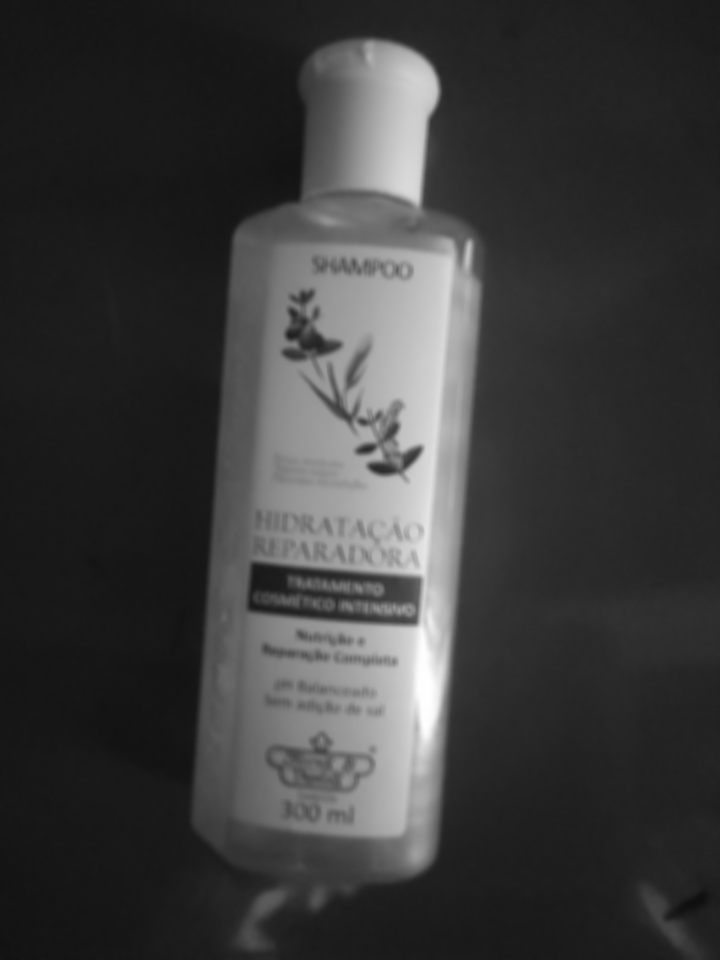 SHAMPOO
HIDRATAÇÃO
REPARADORA
TRATAMENTO
COSMÉTICO INTENSIVO
Nutrição e
Reparação Completa
pH Balanceado
Sem adição de sal
300 ml